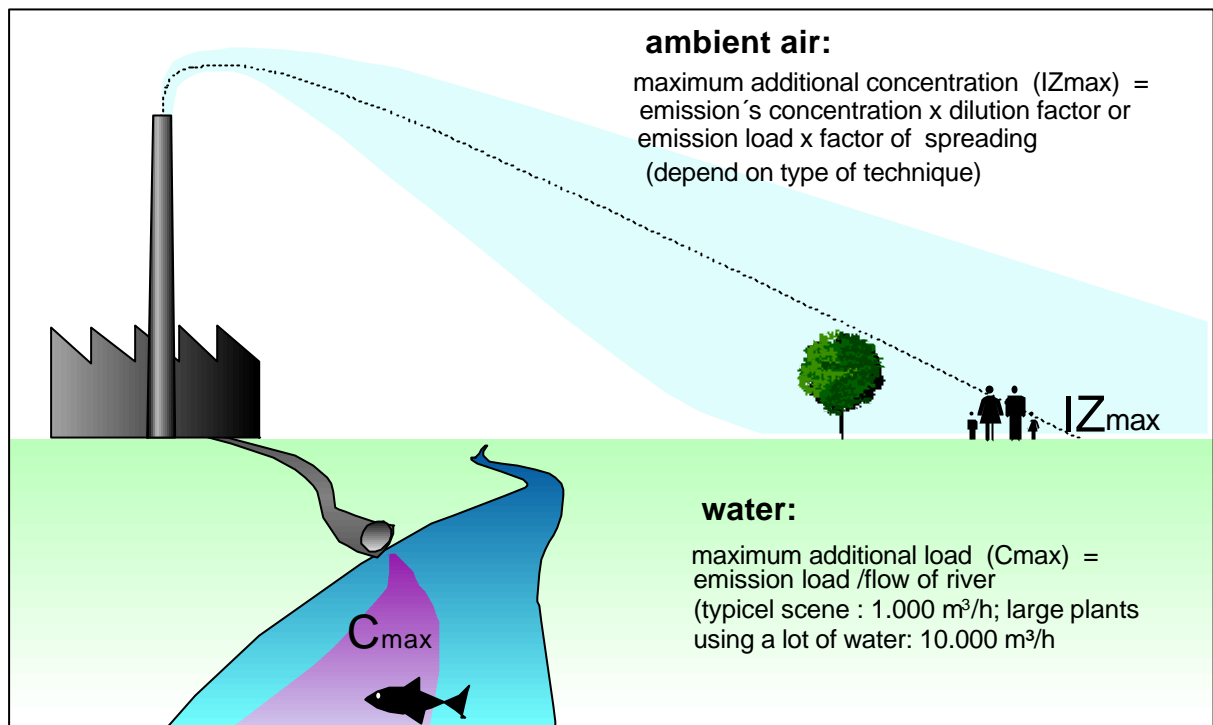 ambient air:
maximum additional concentration (IZmax) =
emission´s concentration x dilution factor or
emission load x factor of spreading
(depend on type of technique)
IZmax
water:
maximum additional load (Cmax) =
emission load /flow of river
(typicel scene : 1.000 m³/h; large plants
using a lot of water: 10.000 m³/h
Cmax